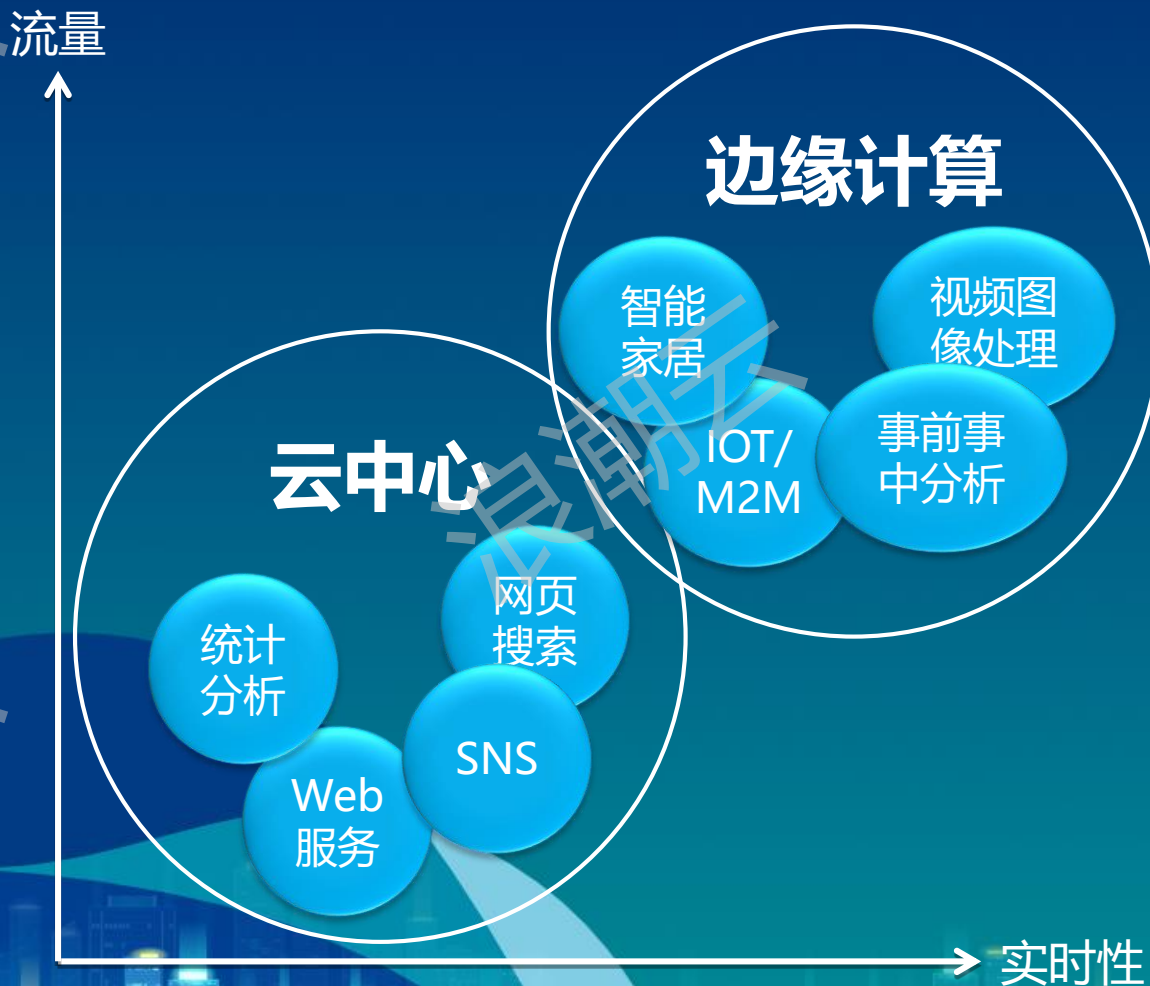 流量
边缘计算
智能
家居
视频图
像处理
IOT/
M2M
事前事
中分析
云中心
网页
搜索
统计
分析
SNS
Web
服务
实时性
浪潮云